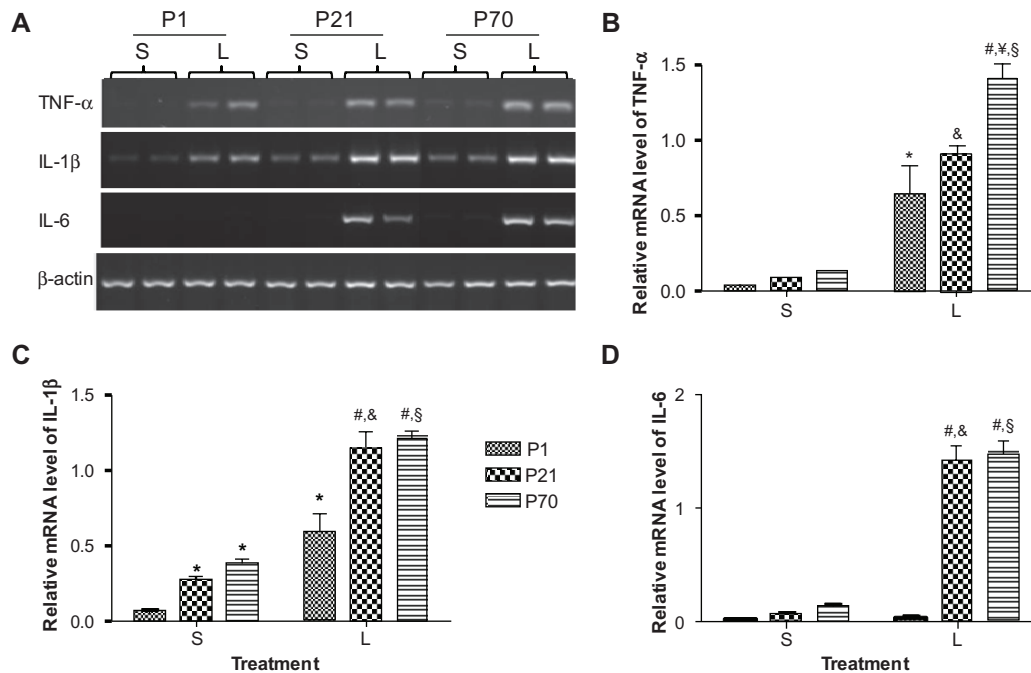 A
P1 P21 P70
S L S L S L
TNF-α
IL-1β
IL-6
β-actin
B
Relative mRNA level of TNF-α
1.5
1.0
0.5
0.0
*
&
#,¥,§
S L
C
Relative mRNA level of IL-1β
1.5
1.0
0.5
0.0
*
*
*
#,&
#,§
S L
Treatment
P1
P21
P70
D
Relative mRNA level of IL-6
2
1
0
#,&
#,§
S L
Treatment